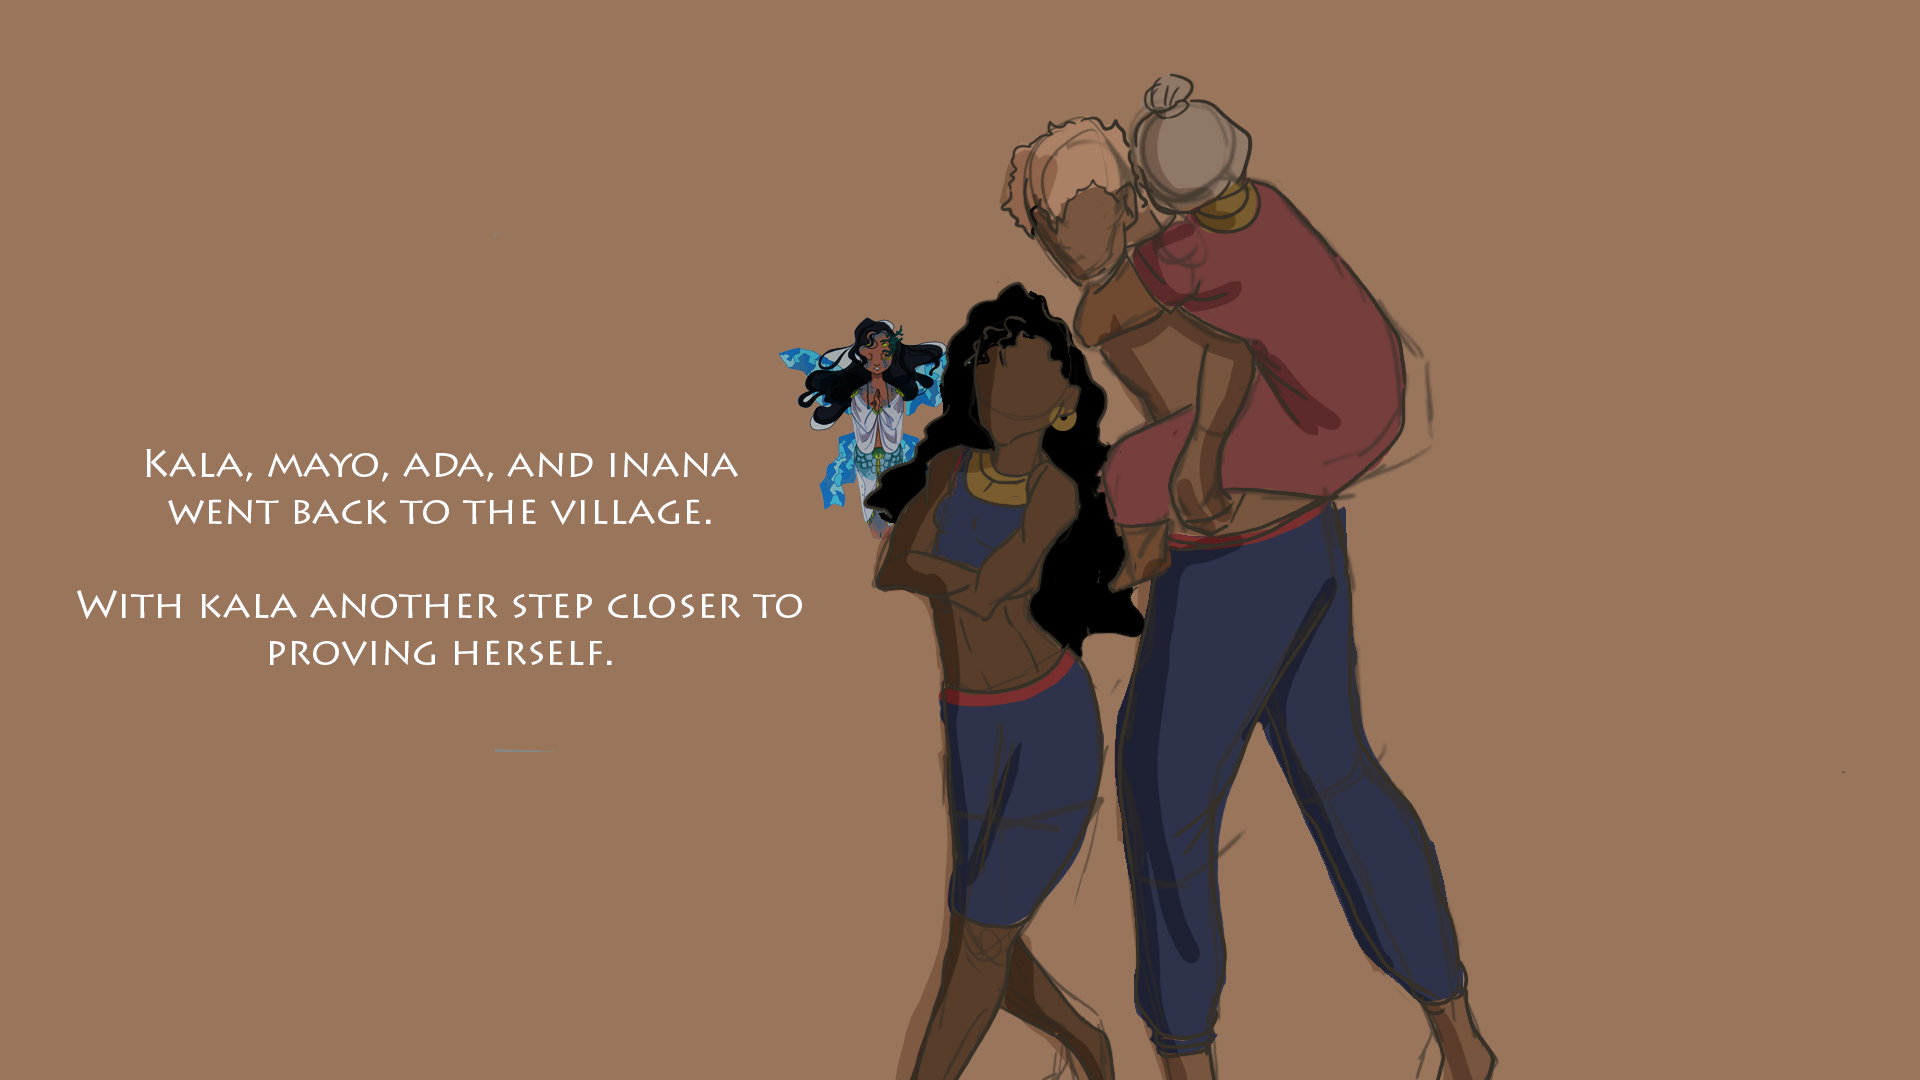 Kala, mayo, ada, and inana
went back to the village.
With kala another step closer to
proving herself.